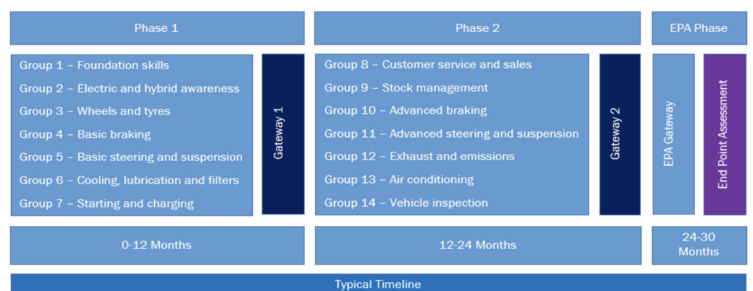 Phase 1
Phase 2
EPA Phase
Group 1 – Foundation skills
Group 2 – Electric and hybrid awareness
Group 3 – Wheels and tyres
Group 4 – Basic braking
Group 5 – Basic steering and suspension
Group 6 – Cooling, lubrication and filters
Group 7 – Starting and charging
Gateway 1
Group 8 – Customer service and sales
Group 9 – Stock management
Group 10 – Advanced braking
Group 11 – Advanced steering and suspension
Group 12 – Exhaust and emissions
Group 13 – Air conditioning
Group 14 – Vehicle inspection
Gateway 2
EPA Gateway
End Point Assessment
0-12 Months
12-24 Months
24-30
Months
Typical Timeline